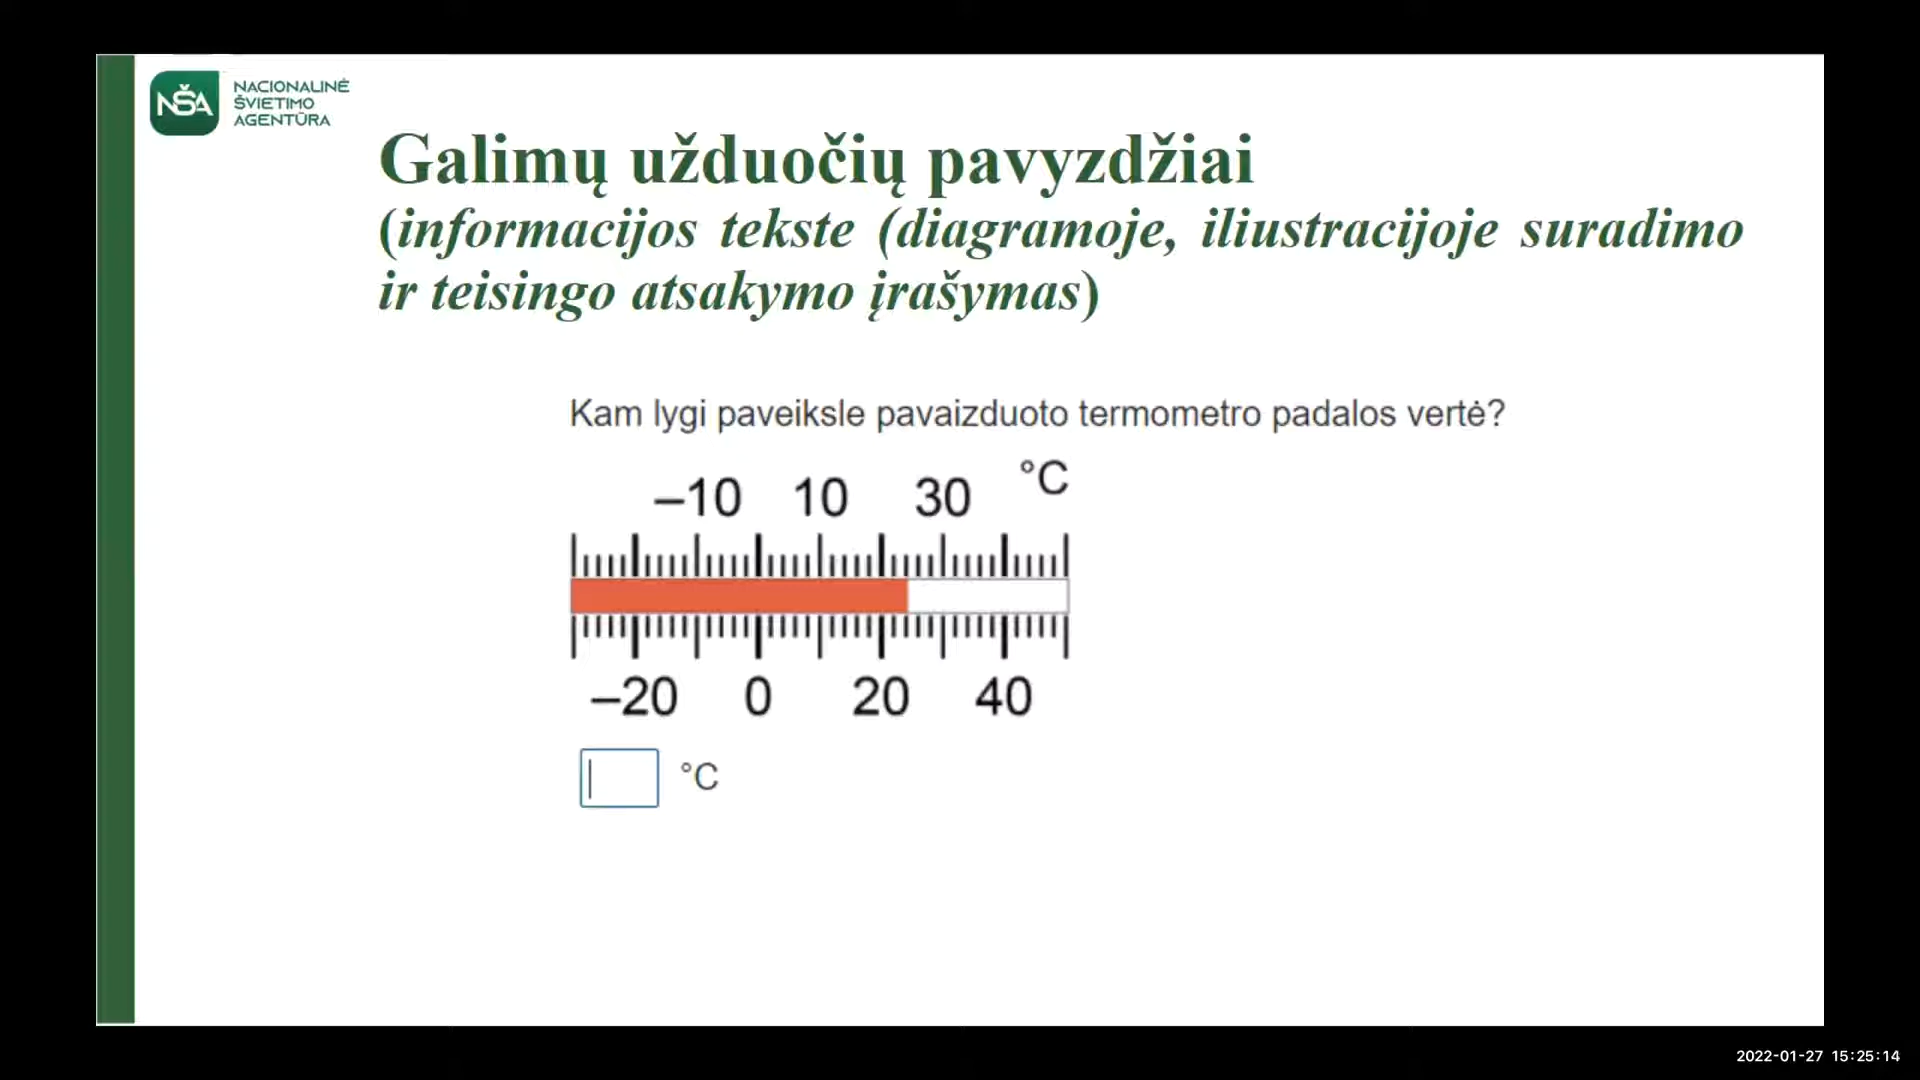 NŠA
NACIONALINĖ
ŠVIETIMO
AGENTŪRA
Galimų užduočių pavyzdžiai
(informacijos tekste (diagramoje, iliustracijoje suradimo
ir teisingo atsakymo įrašymas)
Kam lygi paveiksle pavaizduoto termometro padalos vertė?
–10 10 30 °C
–20 0 20 40
°C
2022-01-27 15:25:14